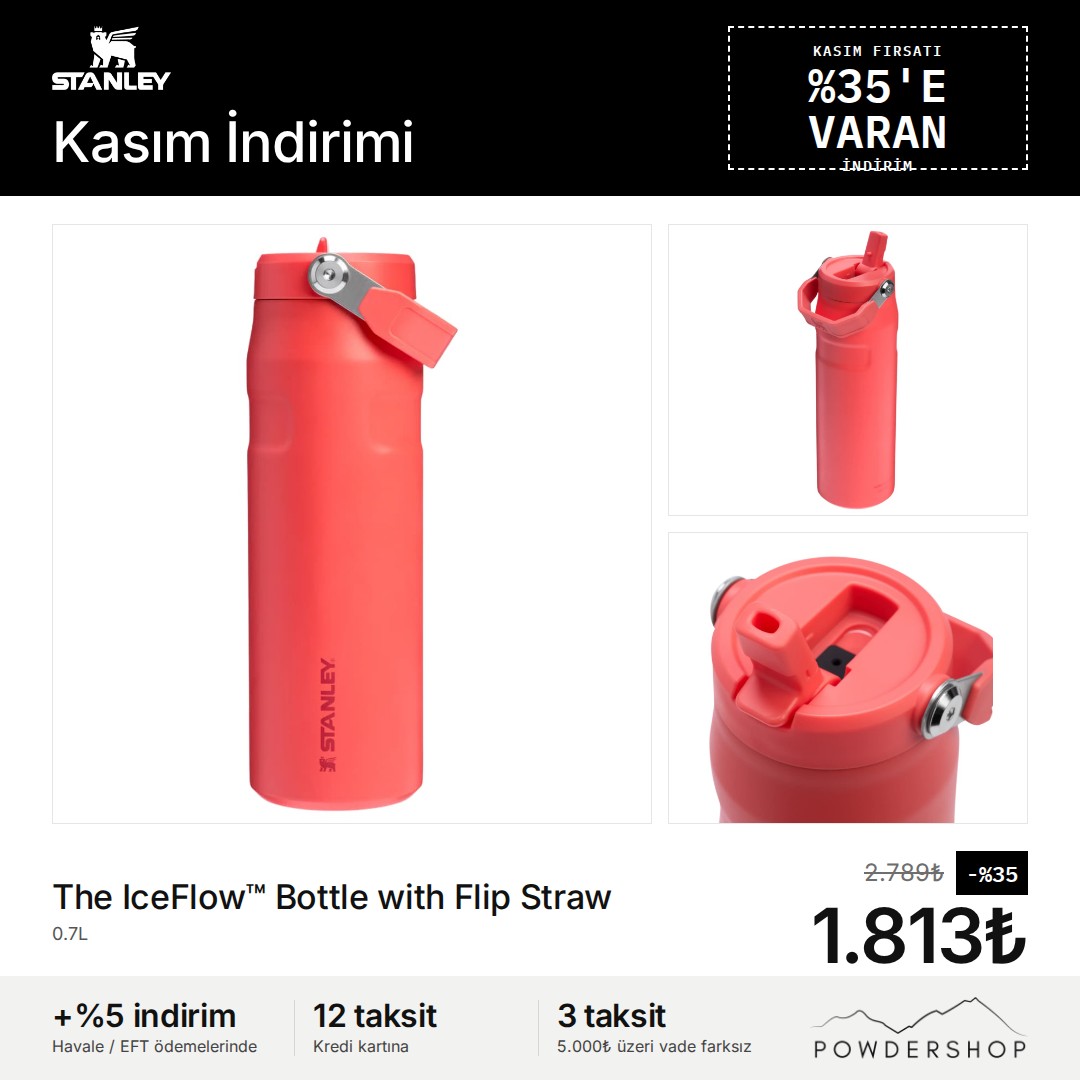 STANLEY
Kasım İndirimi
KASIM FIRSATI
%35'E
VARAN
İNDİRİM
STANLEY
The IceFlow™ Bottle with Flip Straw
0.7L
2.789₺
-%35
1.813₺
+%5 indirim
Havale / EFT ödemelerinde
12 taksit
Kredi kartına
3 taksit
5.000₺ üzeri vade farksız
POWDERSHOP